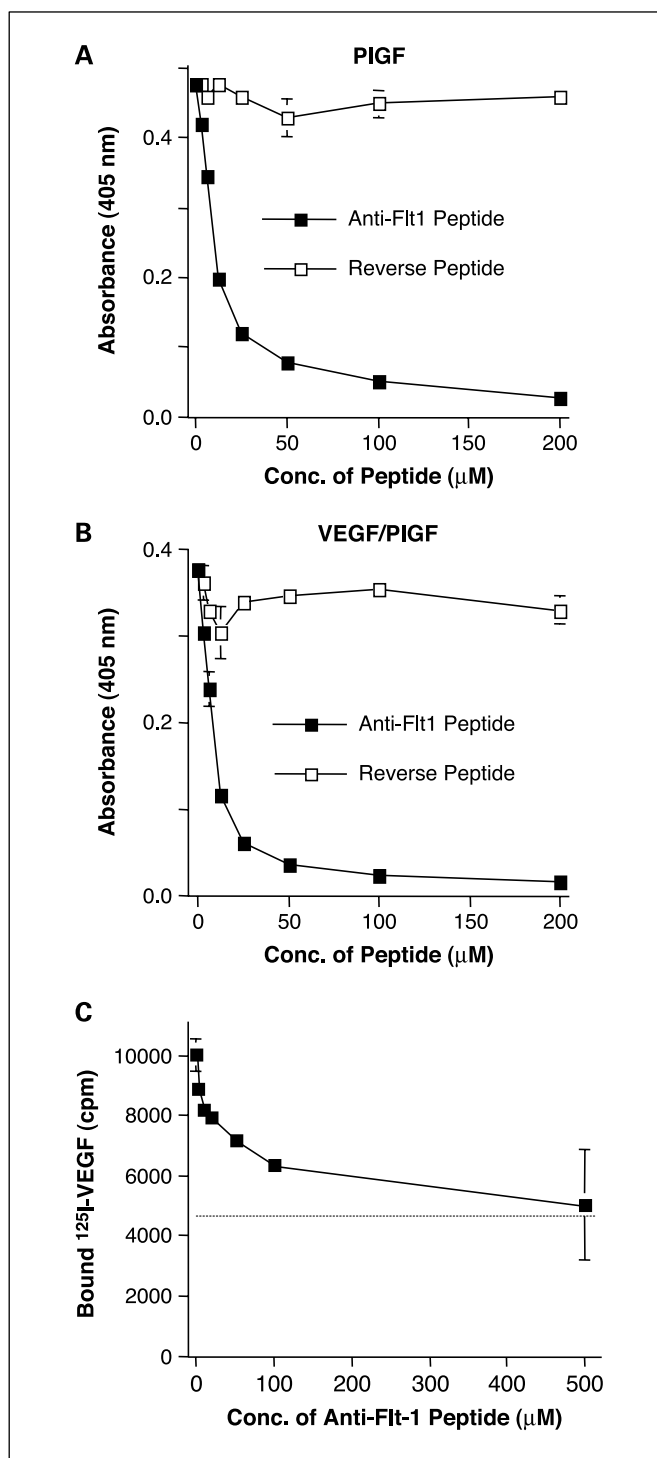 A
PlGF
Absorbance (405 nm)
0.4
0.2
0.0
Anti-Flt1 Peptide
Reverse Peptide
0 50 100 150 200
Conc. of Peptide (μM)
B
VEGF/PlGF
Absorbance (405 nm)
0.4
0.2
0.0
Anti-Flt1 Peptide
Reverse Peptide
0 50 100 150 200
Conc. of Peptide (μM)
C
Bound ¹²⁵I-VEGF (cpm)
10000
8000
6000
4000
2000
0
0 100 200 300 400 500
Conc. of Anti-Flt-1 Peptide (μM)